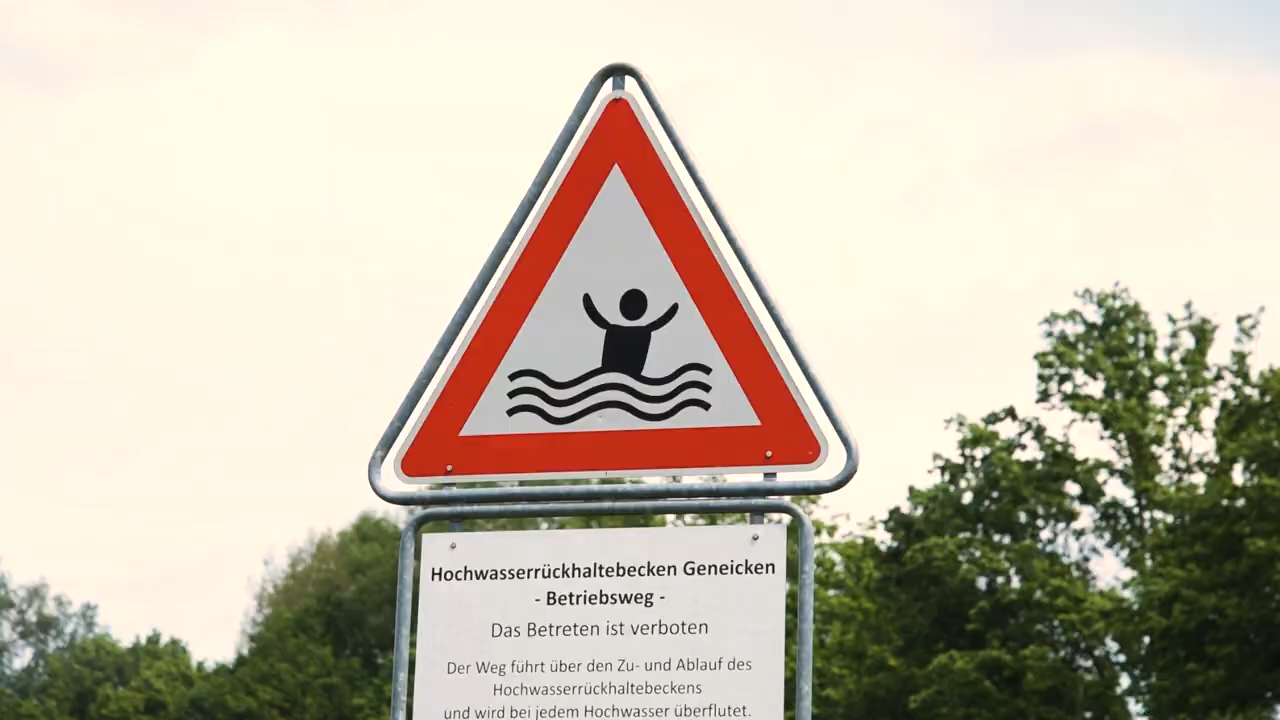 Hochwasserrückhaltebecken Geneicken
- Betriebsweg -
Das Betreten ist verboten
Der Weg führt über den Zu- und Ablauf des
Hochwasserrückhaltebeckens
und wird bei jedem Hochwasser überflutet.